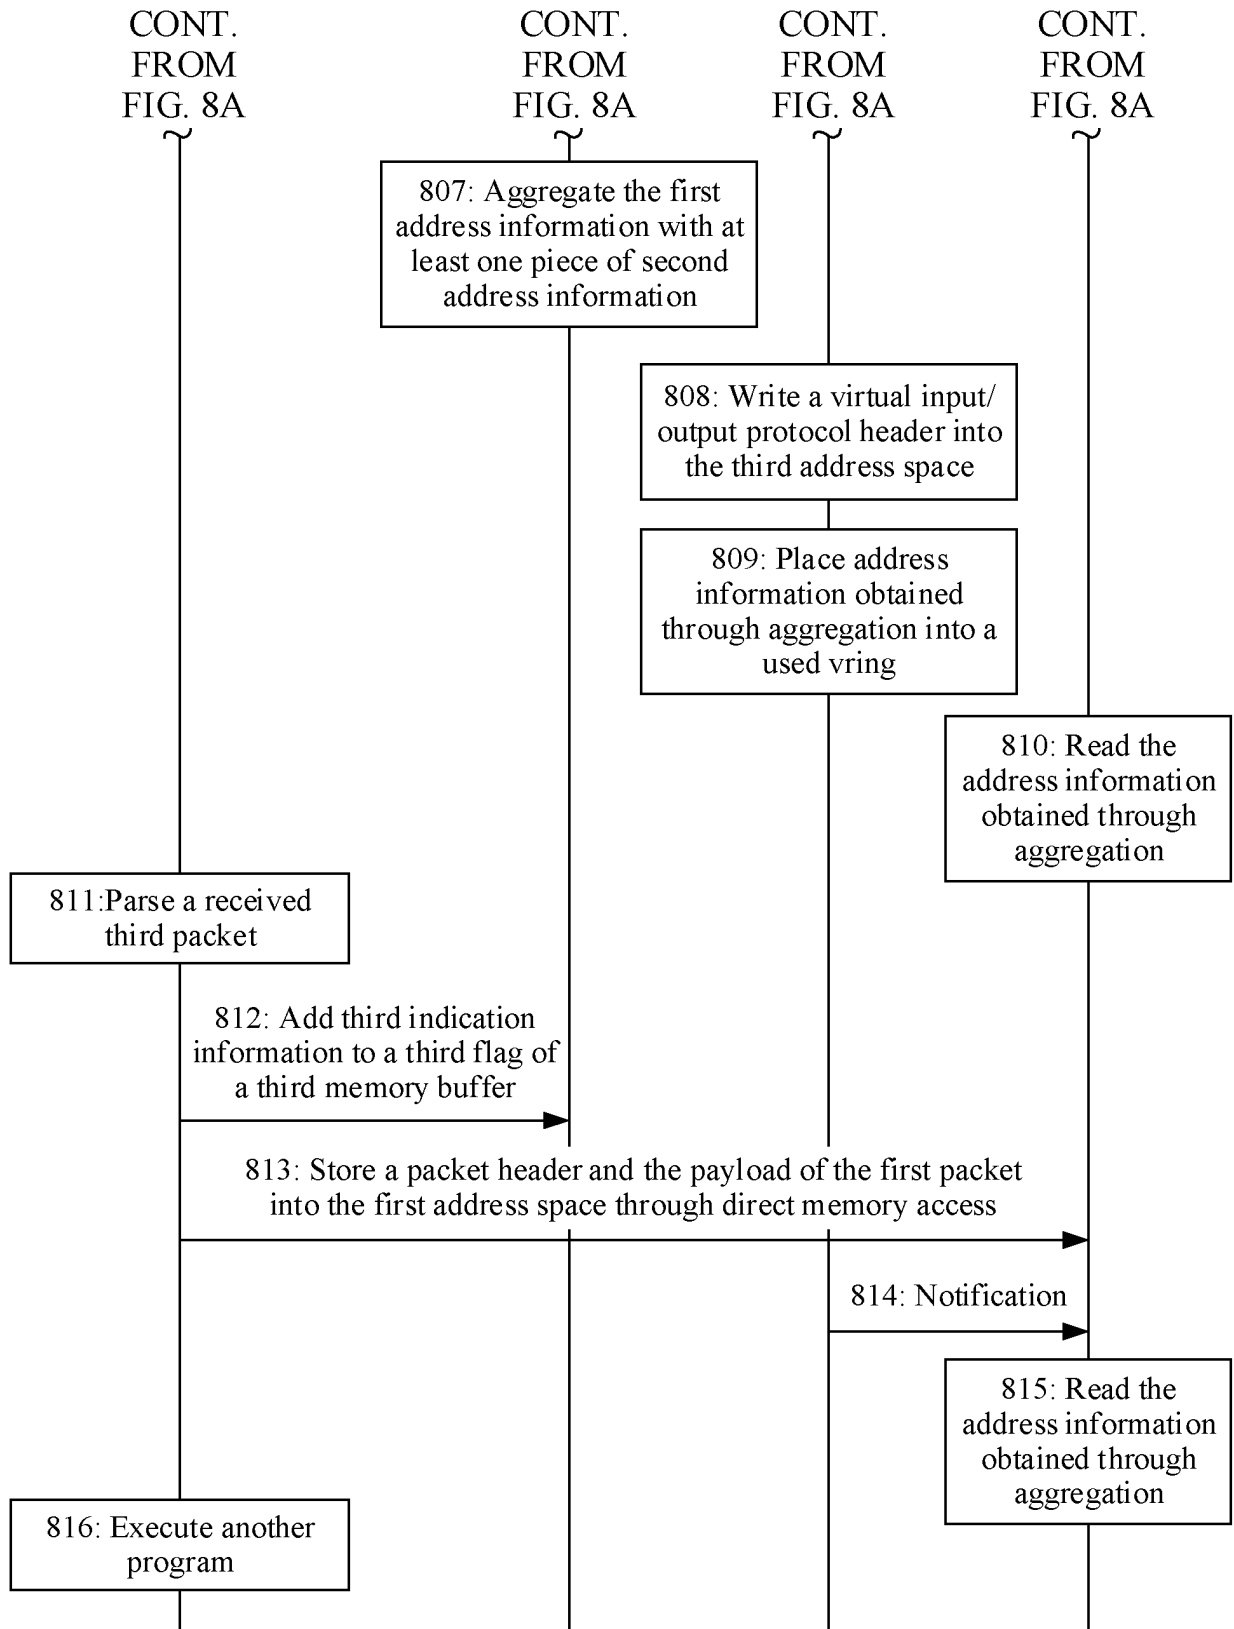 CONT.
FROM
FIG. 8A
CONT.
FROM
FIG. 8A
CONT.
FROM
FIG. 8A
CONT.
FROM
FIG. 8A
807: Aggregate the first
address information with at
least one piece of second
address information
808: Write a virtual input/
output protocol header into
the third address space
809: Place address
information obtained
through aggregation into a
used vring
810: Read the
address information
obtained through
aggregation
811:Parse a received
third packet
812: Add third indication
information to a third flag of
a third memory buffer
813: Store a packet header and the payload of the first packet
into the first address space through direct memory access
814: Notification
815: Read the
address information
obtained through
aggregation
816: Execute another
program